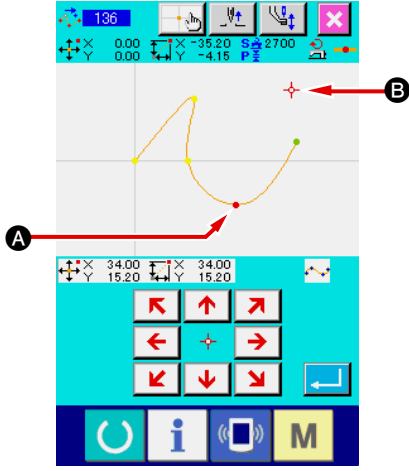 136
X 0.00 X -35.20 S 2700
Y 0.00 Y -4.15 P
B
A
X 34.00 X 34.00
Y 15.20 Y 15.20
i
M